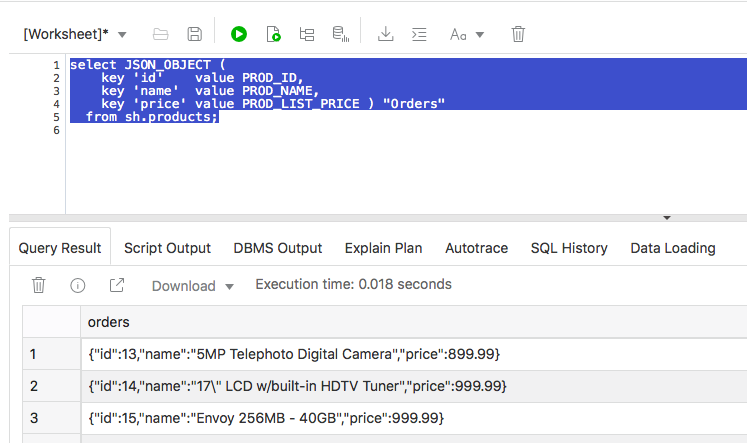 [Worksheet]*
Aa
1 select JSON_OBJECT (
2 key 'id' value PROD_ID,
3 key 'name' value PROD_NAME,
4 key 'price' value PROD_LIST_PRICE ) "Orders"
5 from sh.products;
6
Query Result Script Output DBMS Output Explain Plan Autotrace SQL History Data Loading
Download Execution time: 0.018 seconds
orders
1 {"id":13,"name":"5MP Telephoto Digital Camera","price":899.99}
2 {"id":14,"name":"17\" LCD w/built-in HDTV Tuner","price":999.99}
3 {"id":15,"name":"Envoy 256MB - 40GB","price":999.99}